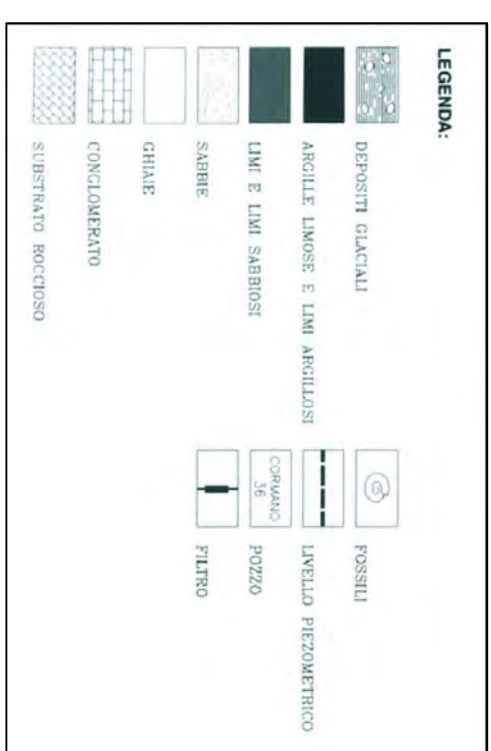 LEGENDA:
DEPOSITI GLACIALI
ARGILLE LIMOSE E LIMI ARGILLOSI
LIMI E LIMI SABBIOSI
SABBIE
GHIAIE
CONGLOMERATO
SUBSTRATO ROCCIOSO
FOSSILI
LIVELLO PIEZOMETRICO
CORMANO
36
POZZO
FILTRO